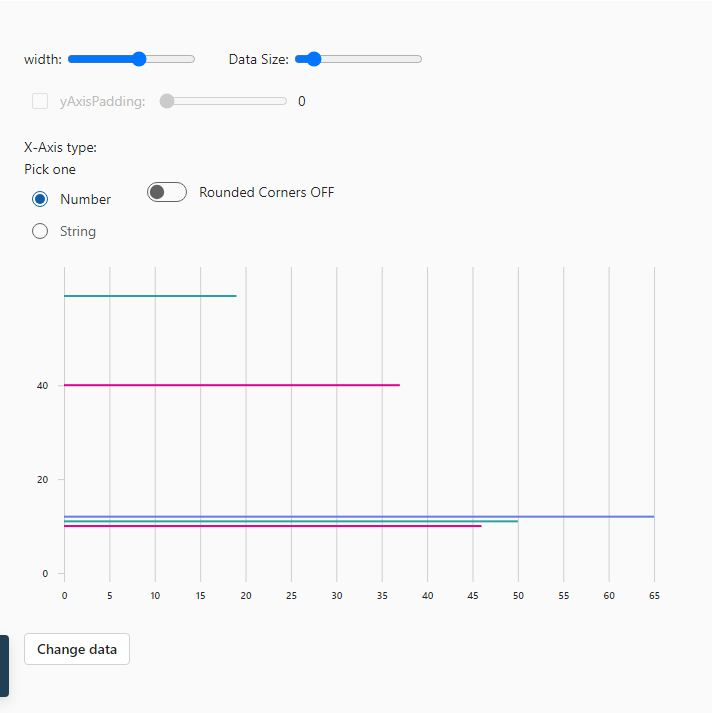 width: Data Size:
yAxisPadding: 0
X-Axis type:
Pick one
Number Rounded Corners OFF
String
40
20
0
0 5 10 15 20 25 30 35 40 45 50 55 60 65
Change data